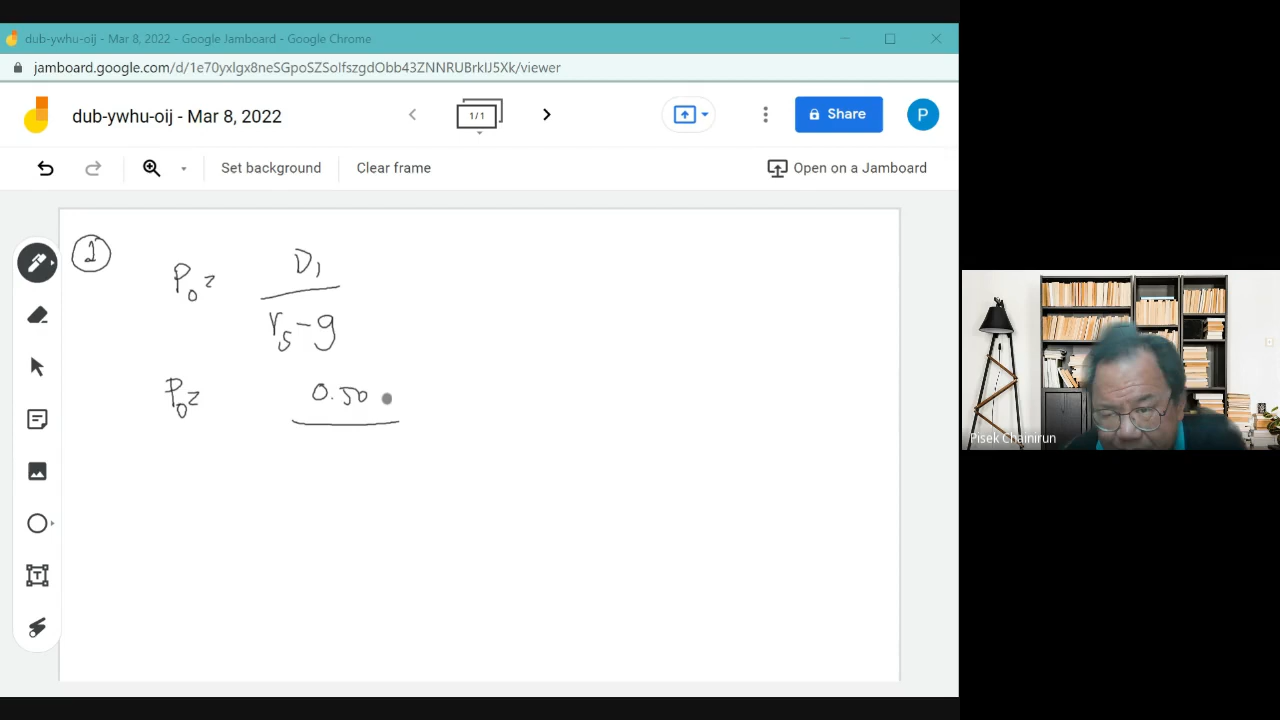 dub-ywhu-oij - Mar 8, 2022 - Google Jamboard - Google Chrome
jamboard.google.com/d/1e70yxlgx8neSGpoSZSolfszgdObb43ZNNRUBrkIJ5Xk/viewer
dub-ywhu-oij - Mar 8, 2022
1/1
Share
P
Set background
Clear frame
Open on a Jamboard
1
P₀ = D₁
rs - g
P₀ = 0.50
Pisek Chainirun